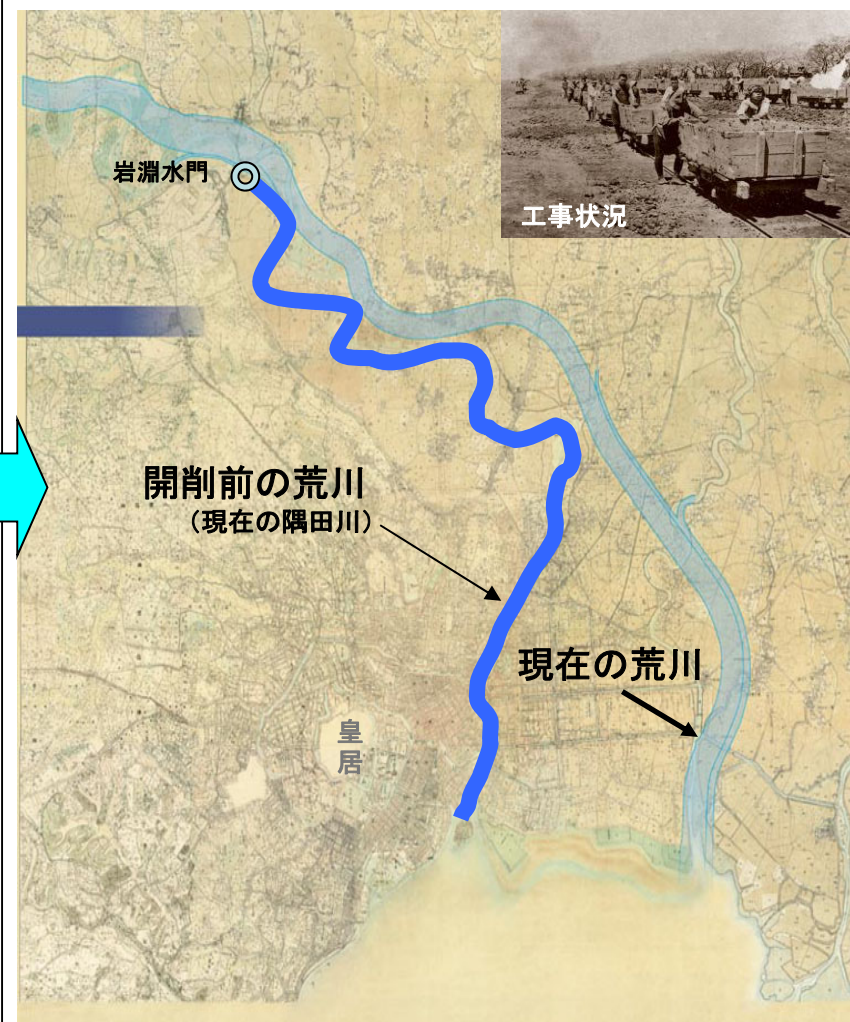 工事状況
岩淵水門
開削前の荒川
(現在の隅田川)
現在の荒川
皇
居